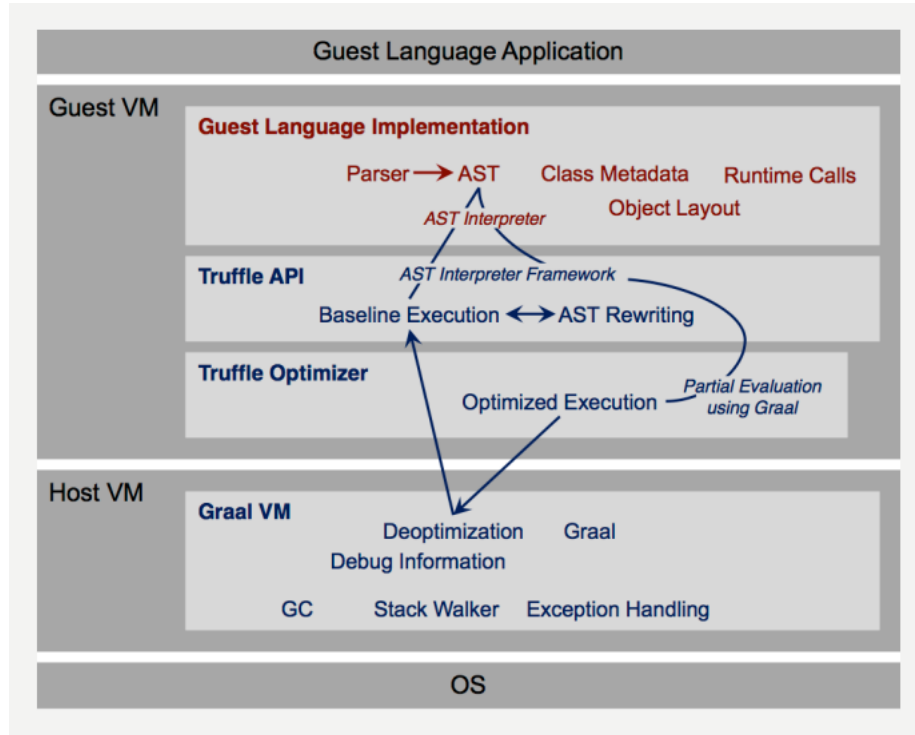 Guest Language Application
Guest VM
Guest Language Implementation
Parser AST Class Metadata Runtime Calls
Object Layout
AST Interpreter
Truffle API
AST Interpreter Framework
Baseline Execution AST Rewriting
Truffle Optimizer
Optimized Execution
Partial Evaluation
using Graal
Host VM
Graal VM
Deoptimization Graal
Debug Information
GC Stack Walker Exception Handling
OS